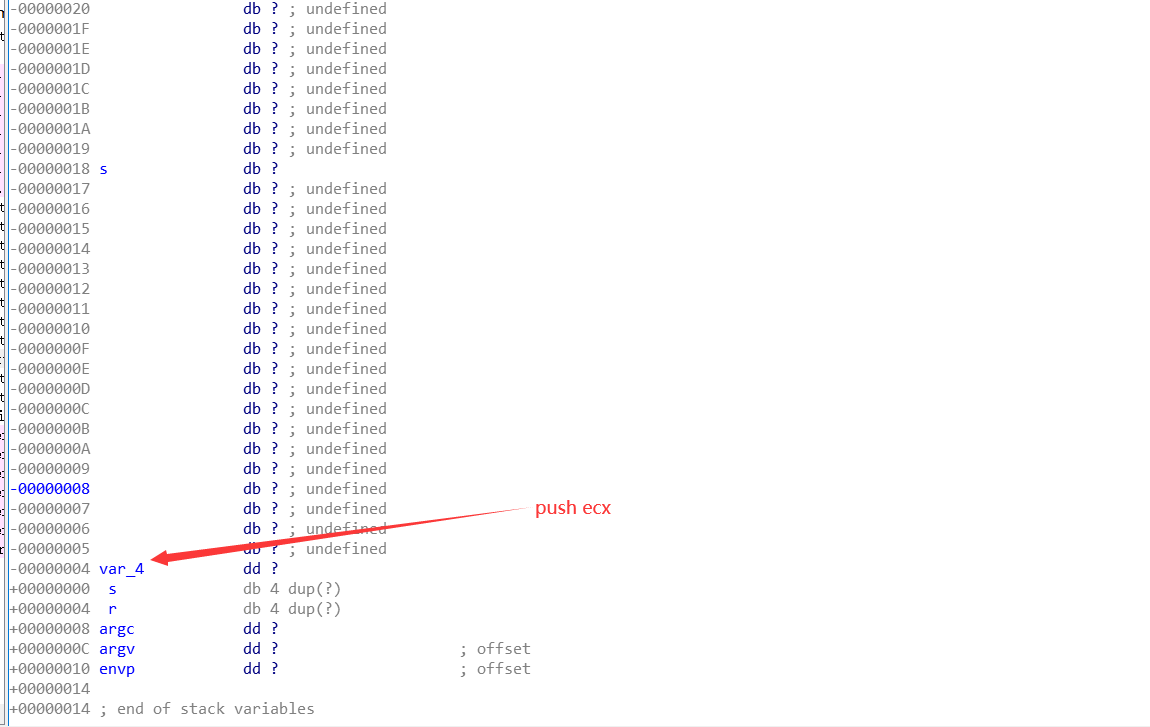 -00000020 db ? ; undefined
-0000001F db ? ; undefined
-0000001E db ? ; undefined
-0000001D db ? ; undefined
-0000001C db ? ; undefined
-0000001B db ? ; undefined
-0000001A db ? ; undefined
-00000019 db ? ; undefined
-00000018 s db ?
-00000017 db ? ; undefined
-00000016 db ? ; undefined
-00000015 db ? ; undefined
-00000014 db ? ; undefined
-00000013 db ? ; undefined
-00000012 db ? ; undefined
-00000011 db ? ; undefined
-00000010 db ? ; undefined
-0000000F db ? ; undefined
-0000000E db ? ; undefined
-0000000D db ? ; undefined
-0000000C db ? ; undefined
-0000000B db ? ; undefined
-0000000A db ? ; undefined
-00000009 db ? ; undefined
-00000008 db ? ; undefined
-00000007 db ? ; undefined
push ecx
-00000006 db ? ; undefined
-00000005 db ? ; undefined
-00000004 var_4 dd ?
+00000000 s db 4 dup(?)
+00000004 r db 4 dup(?)
+00000008 argc dd ?
+0000000C argv dd ? ; offset
+00000010 envp dd ? ; offset
+00000014
+00000014 ; end of stack variables